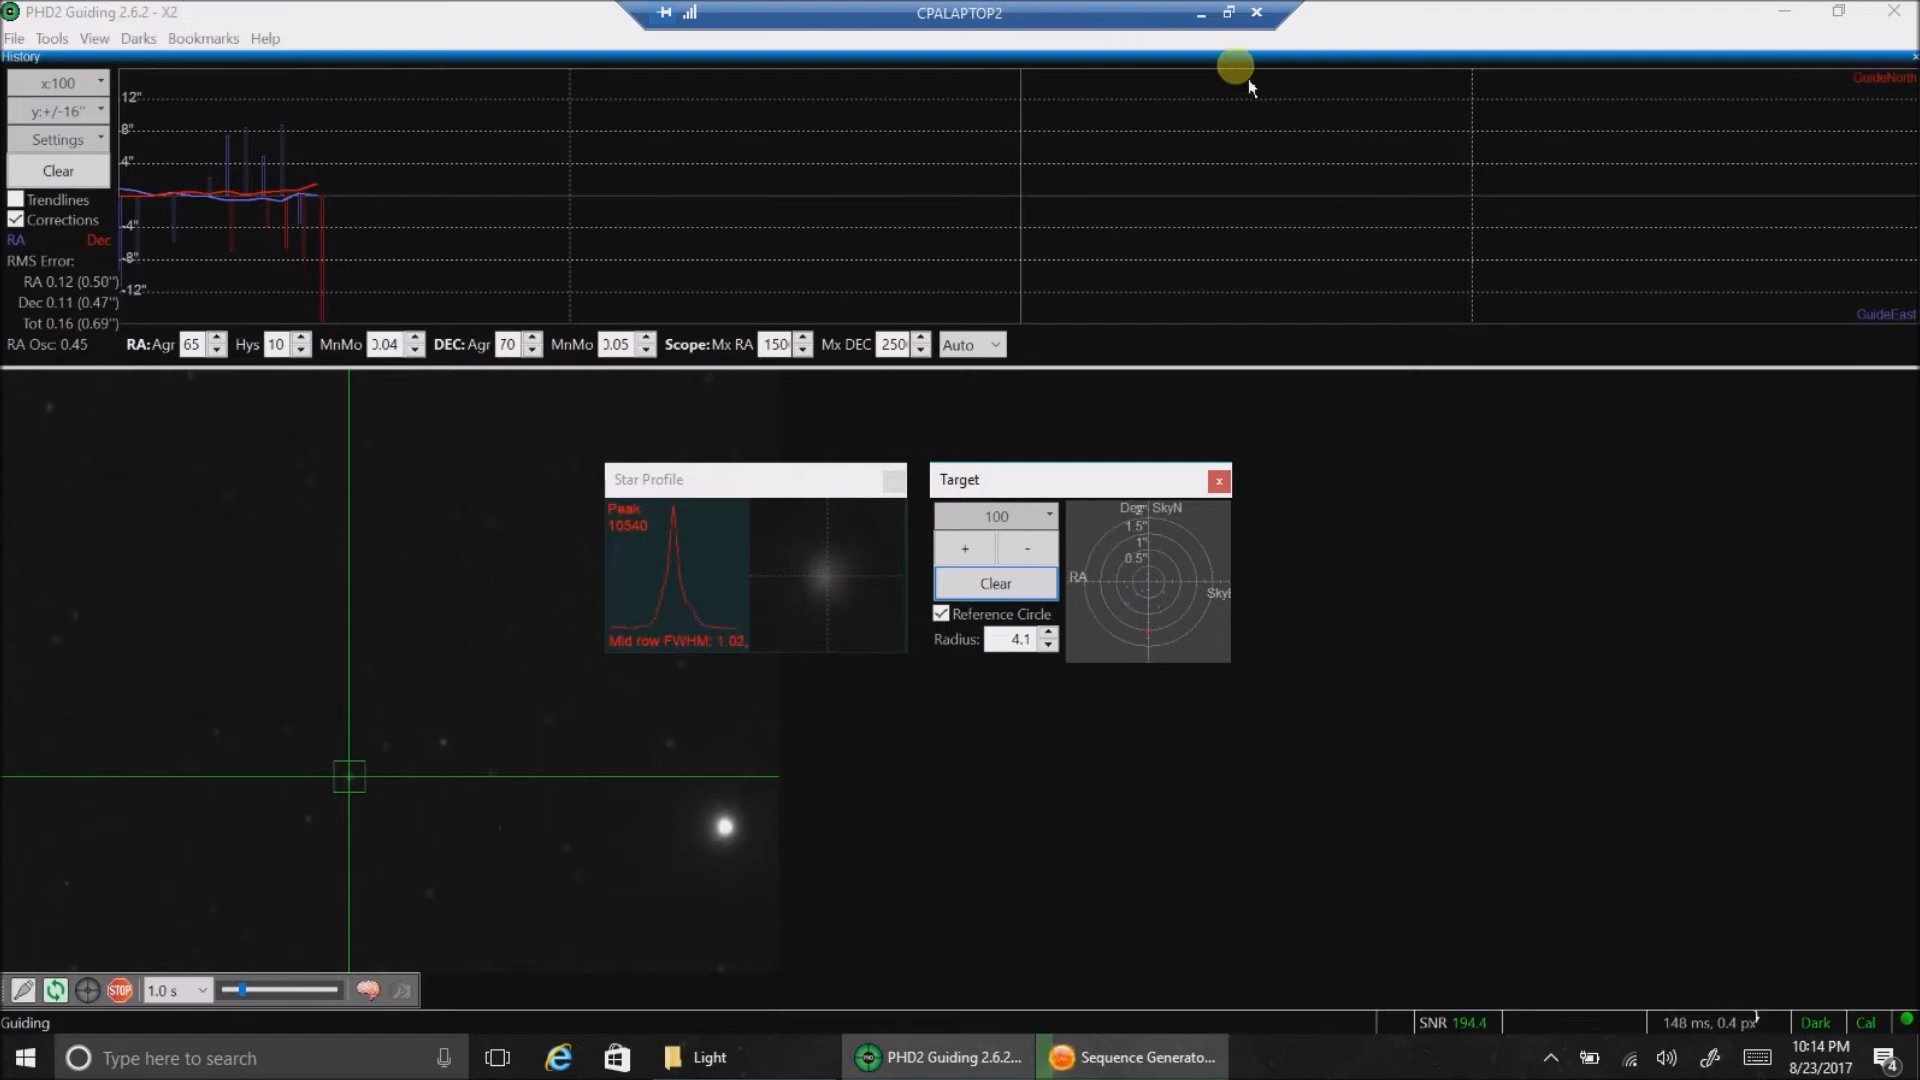 PHD2 Guiding 2.6.2 - X2
CPALAPTOP2
File Tools View Darks Bookmarks Help
History
x:100
y:+/-16"
Settings
Clear
Trendlines
Corrections
RA Dec
RMS Error:
RA 0.12 (0.50")
Dec 0.11 (0.47")
Tot 0.16 (0.69")
RA Osc: 0.45
12"
8"
4"
-4"
-8"
-12"
GuideNorth
GuideEast
RA: Agr 65 Hys 10 MnMo 0.04 DEC: Agr 70 MnMo 0.05 Scope: Mx RA 150 Mx DEC 250 Auto
Star Profile
Peak
10540
Mid row FWHM: 1.02,
Target
100
+ -
Clear
Reference Circle
Radius: 4.1
Dec SkyN
2"
1.5"
1"
0.5"
RA
SkyE
STOP
1.0 s
Guiding
SNR 194.4
148 ms, 0.4 px
Dark
Cal
Type here to search
Light
PHD2 Guiding 2.6.2...
Sequence Generato...
10:14 PM
8/23/2017
4